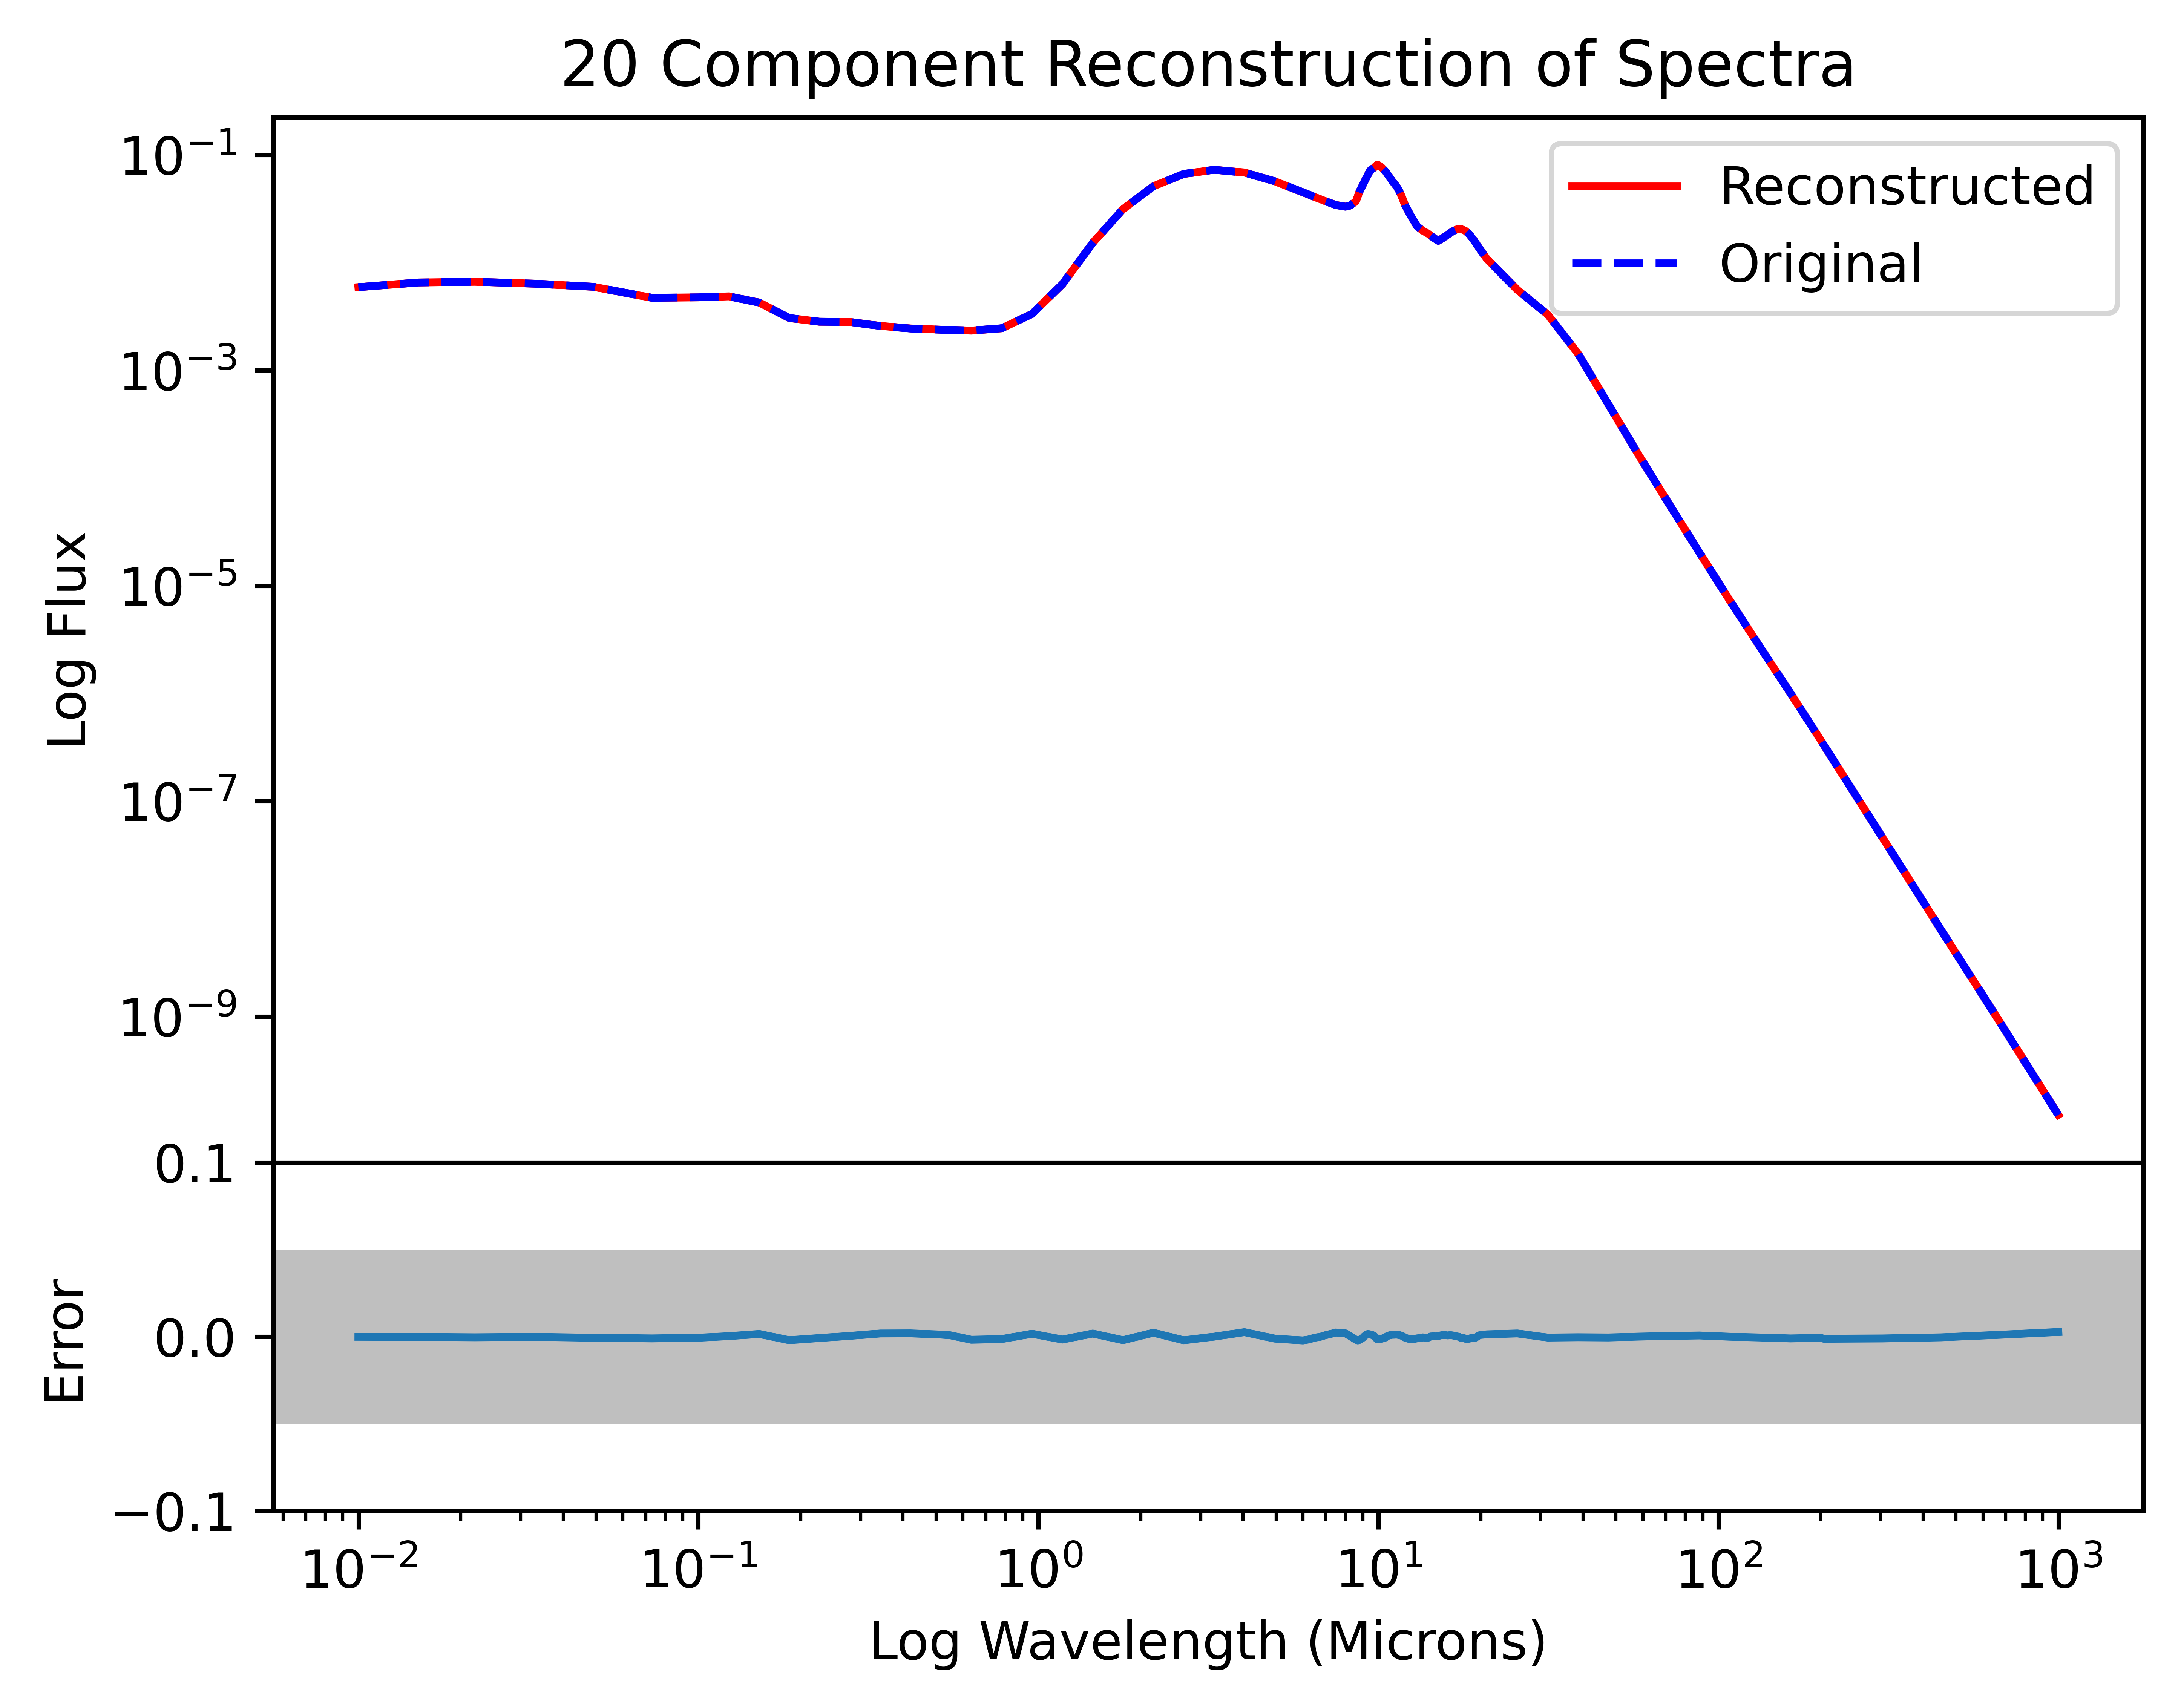 20 Component Reconstruction of Spectra
Reconstructed
Original
Log Flux
10⁻¹
10⁻³
10⁻⁵
10⁻⁷
10⁻⁹
Error
0.1
0.0
−0.1
10⁻² 10⁻¹ 10⁰ 10¹ 10² 10³
Log Wavelength (Microns)